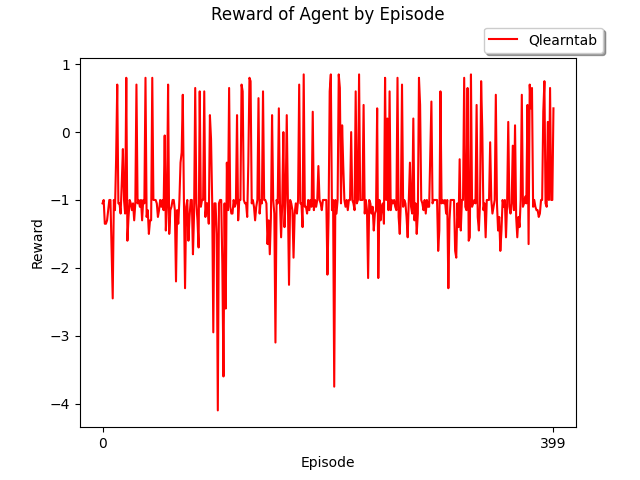 Reward of Agent by Episode
Qlearntab
1
0
−1
−2
−3
−4
Reward
0
399
Episode